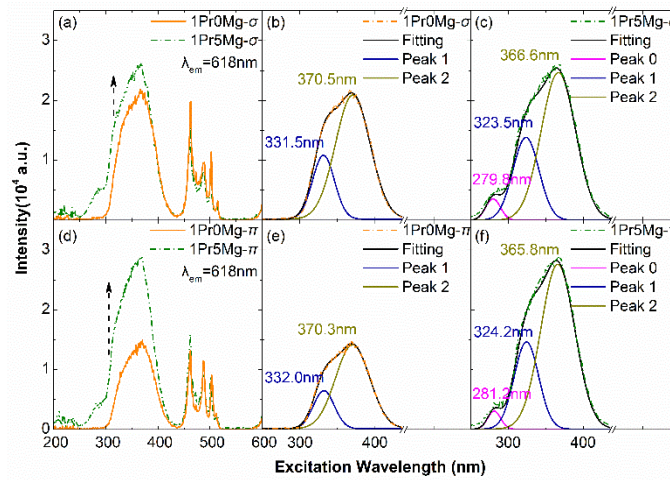 (a)
1Pr0Mg-σ
1Pr5Mg-σ
λem=618nm
(b)
1Pr0Mg-σ
Fitting
Peak 1
Peak 2
370.5nm
331.5nm
(c)
1Pr5Mg-σ
Fitting
Peak 0
Peak 1
Peak 2
366.6nm
323.5nm
279.8nm
3
2
1
0
(d)
1Pr0Mg-π
1Pr5Mg-π
λem=618nm
(e)
1Pr0Mg-π
Fitting
Peak 1
Peak 2
370.3nm
332.0nm
(f)
1Pr5Mg-π
Fitting
Peak 0
Peak 1
Peak 2
365.8nm
324.2nm
281.2nm
3
2
1
0
Intensity(10⁴ a.u.)
200 300 400 500 600 300 400 300 400
Excitation Wavelength (nm)